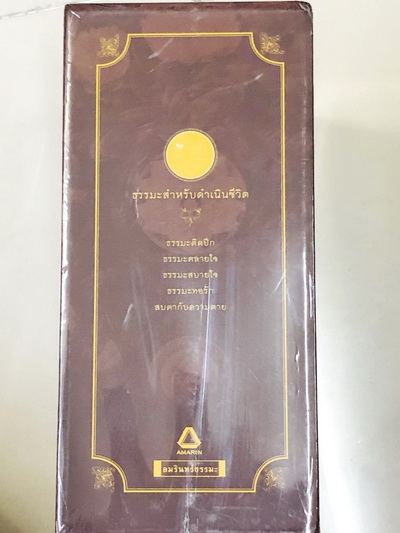 ธรรมะสำหรับดำเนินชีวิต
ธรรมะติดปีก
ธรรมะคลายใจ
ธรรมะสบายใจ
ธรรมะทอรัก
สบตากับความตาย
AMARIN
อมรินทร์ธรรมะ